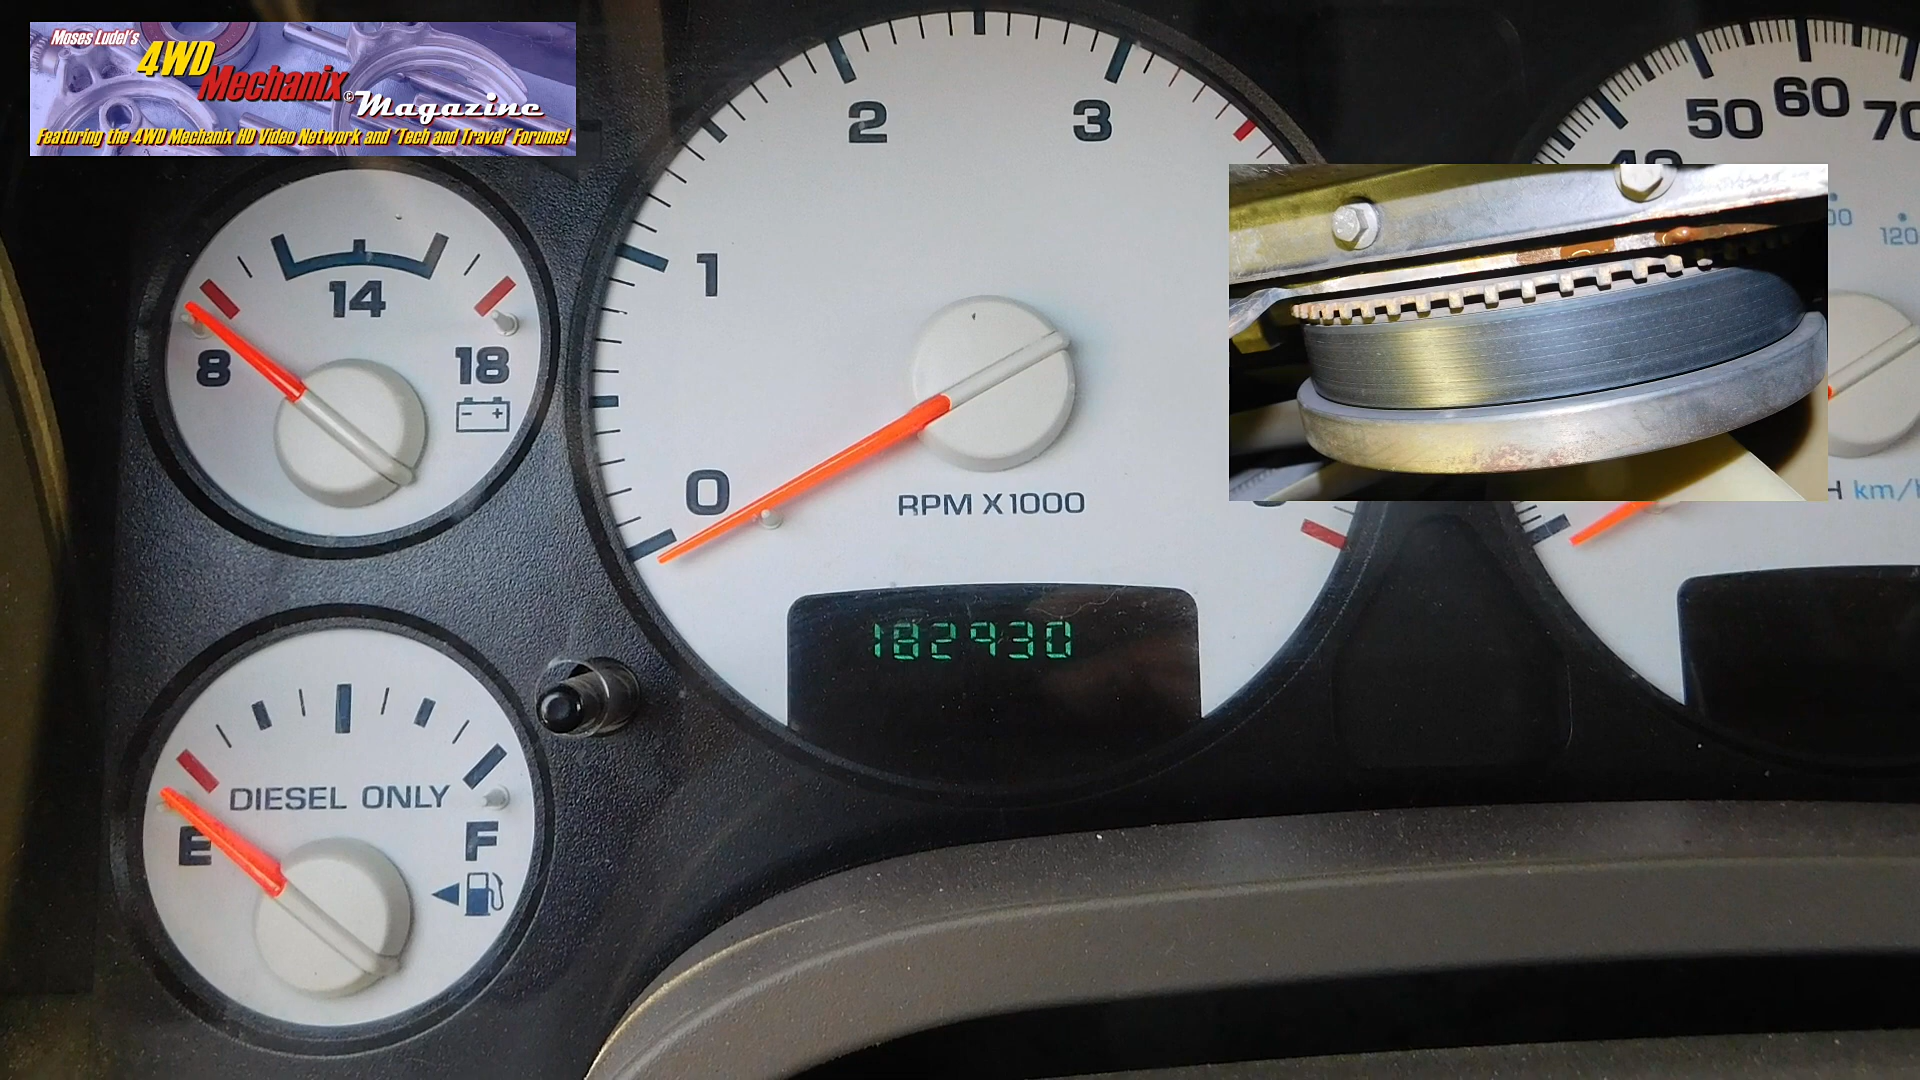 Moses Ludel's
4WD
Mechanix
Magazine
Featuring the 4WD Mechanix HD Video Network and 'Tech and Travel' Forums!
14
8
18
- +
0
1
2
3
RPM X1000
182930
DIESEL ONLY
E
F
50
60
120
km/